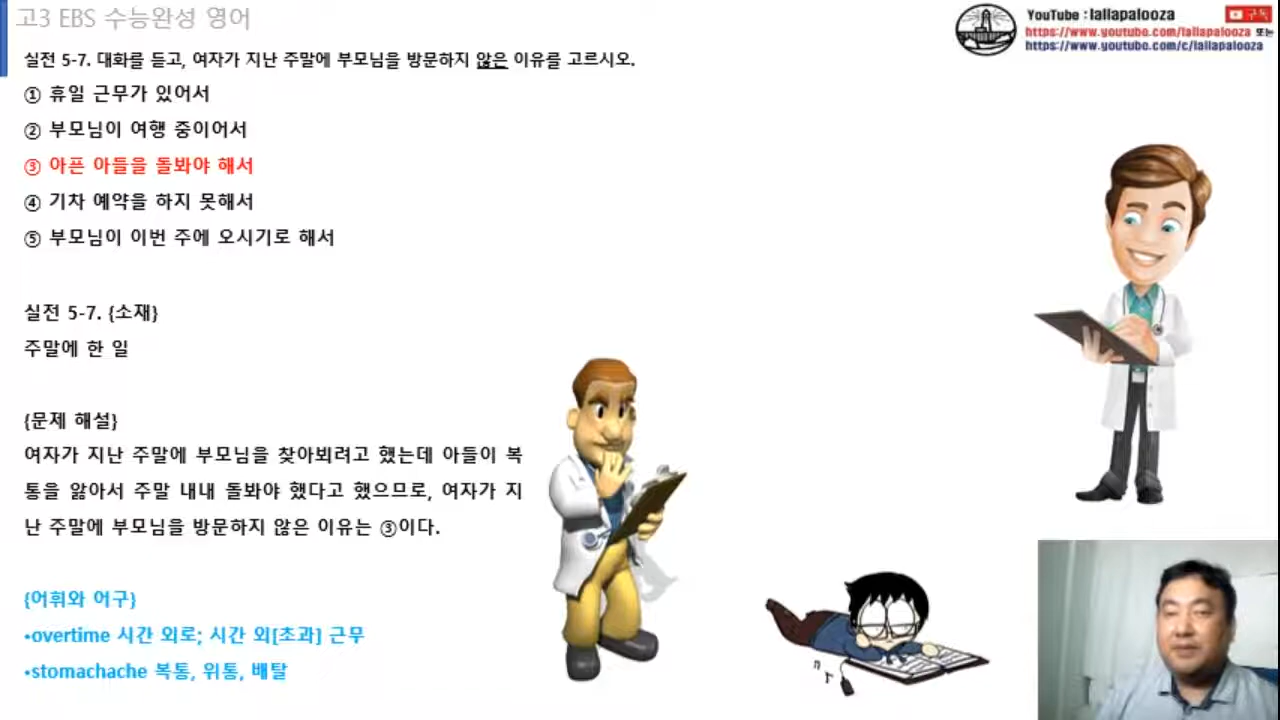 고3 EBS 수능완성 영어
YouTube : lallapalooza
구독
https://www.youtube.com/lallapalooza 또는
https://www.youtube.com/c/lallapalooza
실전 5-7. 대화를 듣고, 여자가 지난 주말에 부모님을 방문하지 않은 이유를 고르시오.
① 휴일 근무가 있어서
② 부모님이 여행 중이어서
③ 아픈 아들을 돌봐야 해서
④ 기차 예약을 하지 못해서
⑤ 부모님이 이번 주에 오시기로 해서
실전 5-7. {소재}
주말에 한 일
{문제 해설}
여자가 지난 주말에 부모님을 찾아뵈려고 했는데 아들이 복
통을 앓아서 주말 내내 돌봐야 했다고 했으므로, 여자가 지
난 주말에 부모님을 방문하지 않은 이유는 ③이다.
{어휘와 어구}
•overtime 시간 외로; 시간 외[초과] 근무
•stomachache 복통, 위통, 배탈